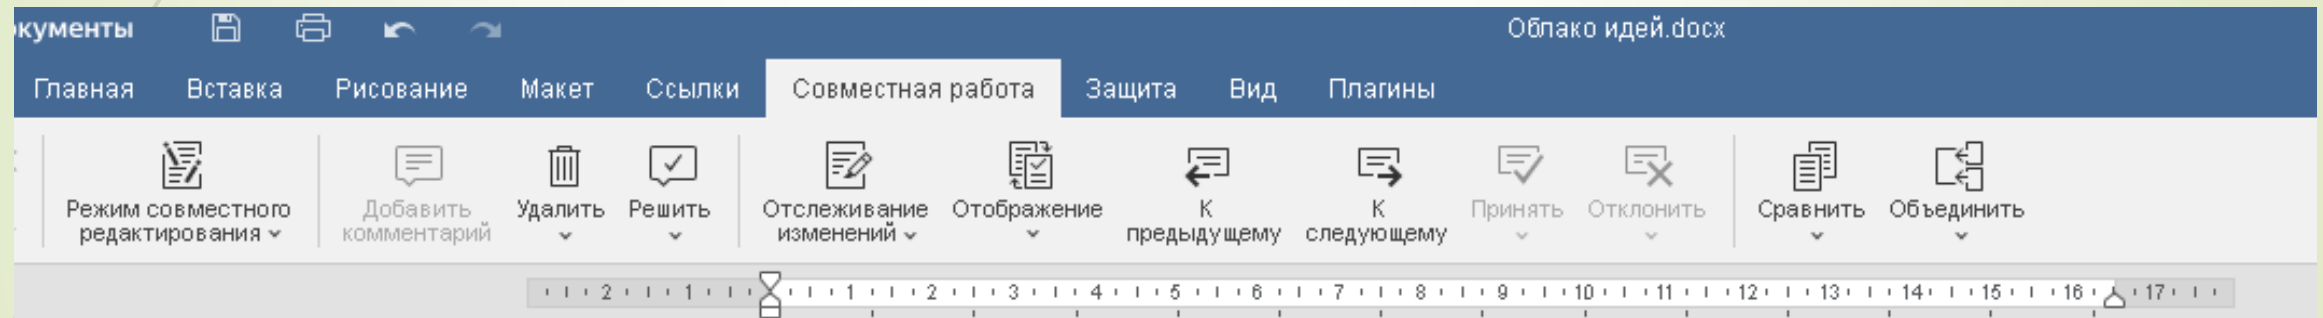 окументы
Облако идей.docx
Главная Вставка Рисование Макет Ссылки Совместная работа Защита Вид Плагины
Режим совместного
редактирования
Добавить
комментарий
Удалить
Решить
Отслеживание
изменений
Отображение
К
предыдущему
К
следующему
Принять
Отклонить
Сравнить
Объединить
2 1 1 2 3 4 5 6 7 8 9 10 11 12 13 14 15 16 17